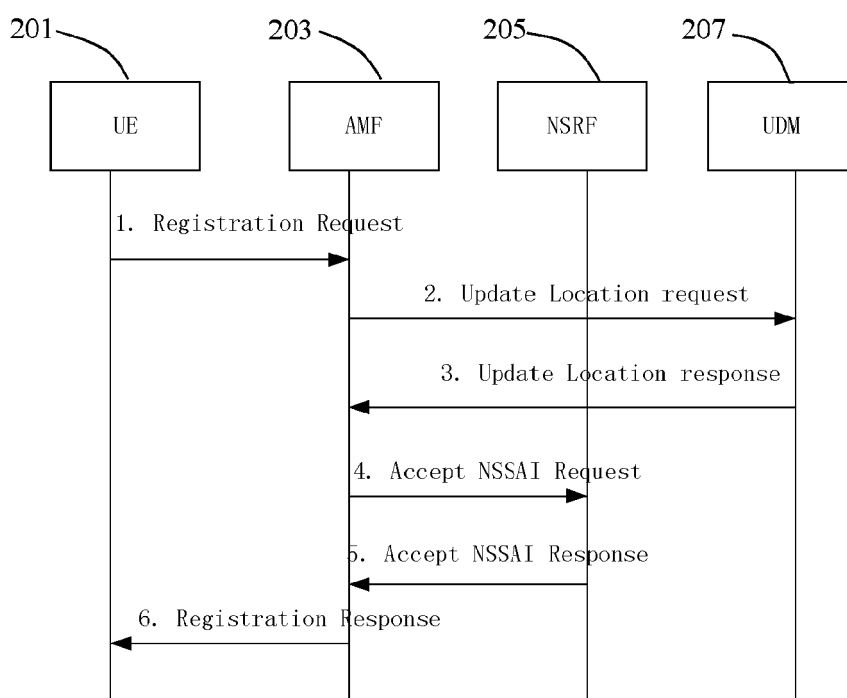 201
203
205
207
UE
AMF
NSRF
UDM
1. Registration Request
2. Update Location request
3. Update Location response
4. Accept NSSAI Request
5. Accept NSSAI Response
6. Registration Response